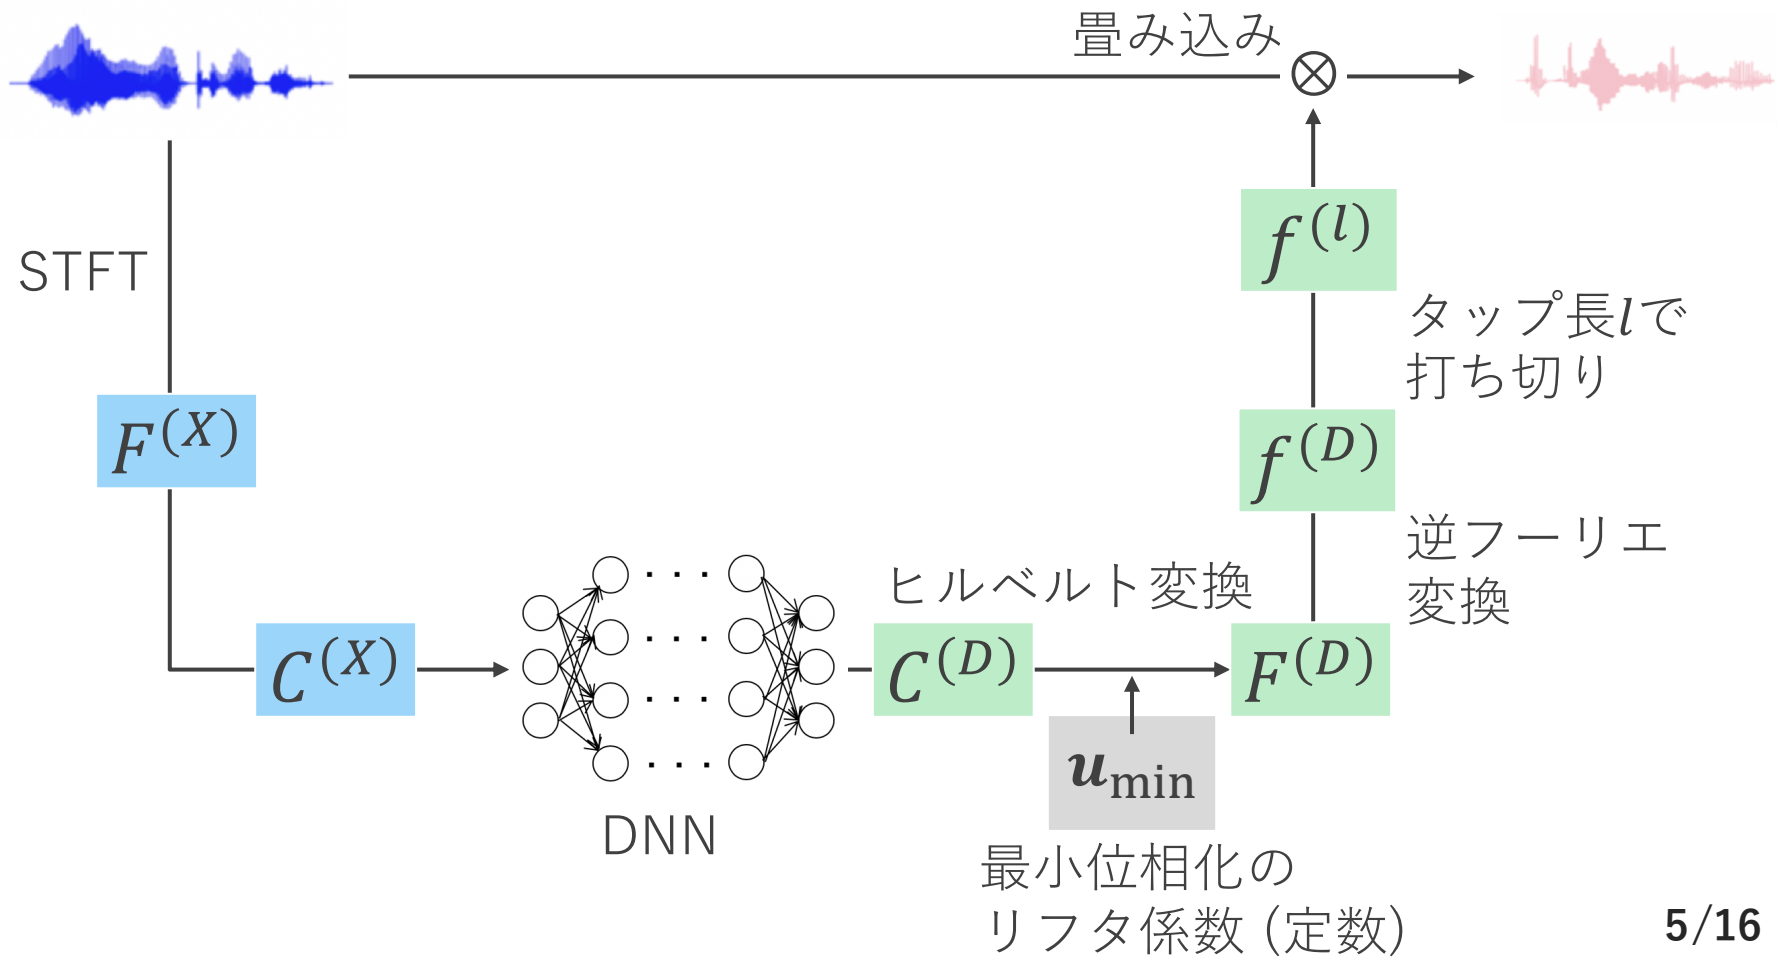 畳み込み
STFT
f^(l)
タップ長lで
打ち切り
F^(X)
f^(D)
逆フーリエ
変換
ヒルベルト変換
C^(X)
C^(D)
F^(D)
u_min
DNN
最小位相化の
リフタ係数 (定数)
5/16